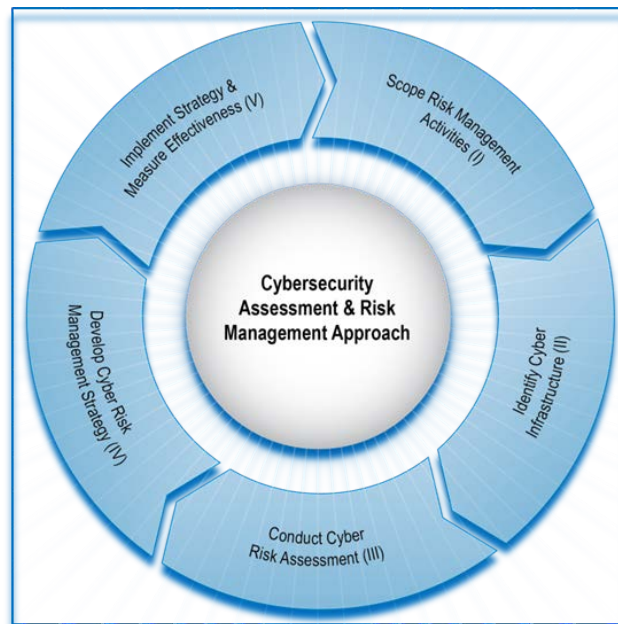 Cybersecurity
Assessment & Risk
Management Approach
Scope Risk Management
Activities (I)
Identify Cyber
Infrastructure (II)
Conduct Cyber
Risk Assessment (III)
Develop Cyber Risk
Management Strategy (IV)
Implement Strategy &
Measure Effectiveness (V)